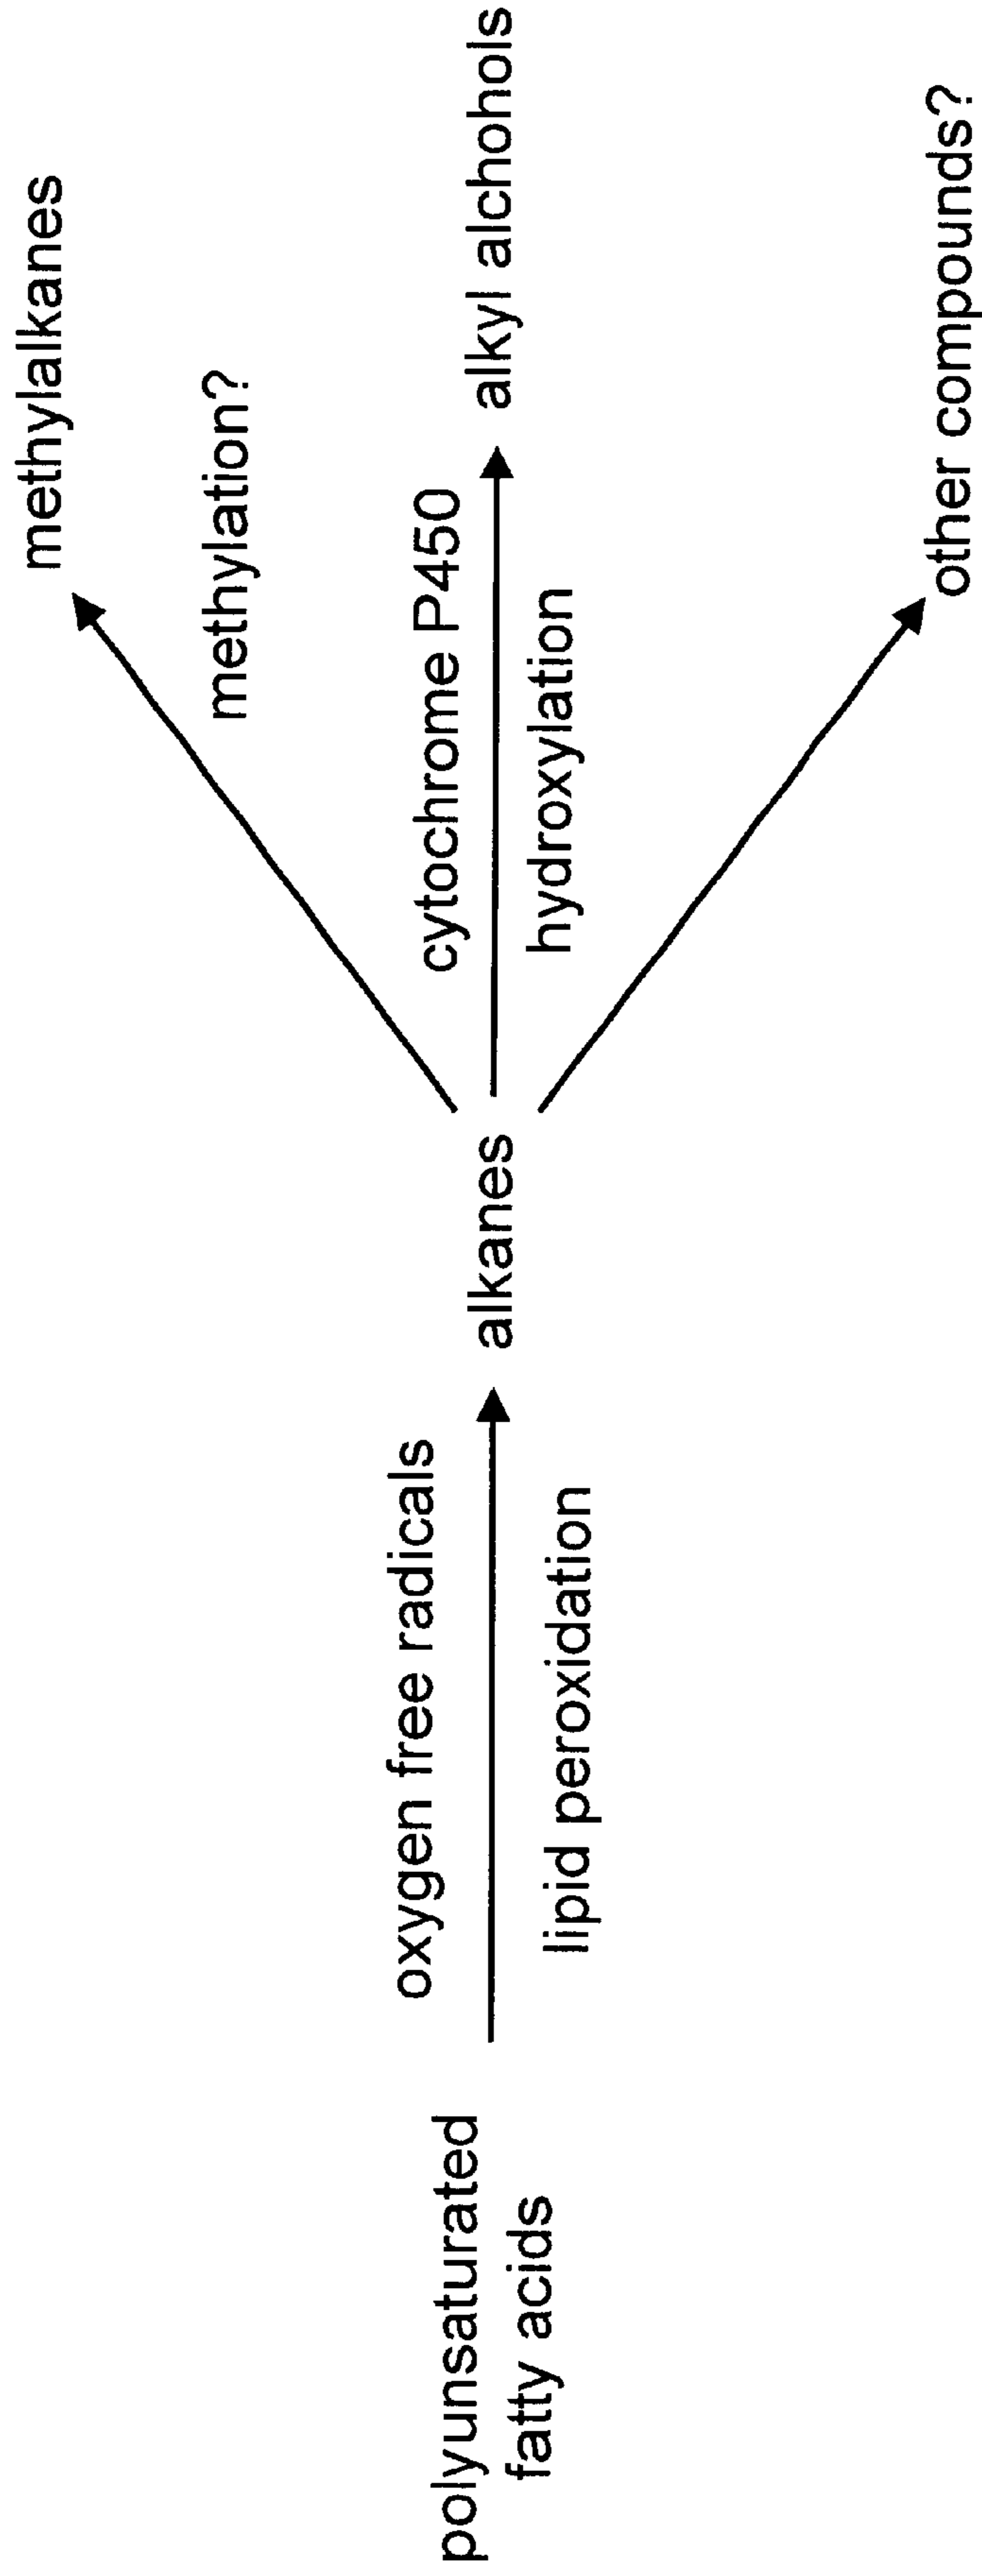 polyunsaturated
fatty acids
oxygen free radicals
lipid peroxidation
alkanes
methylalkanes
methylation?
cytochrome P450
hydroxylation
alkyl alchohols
other compounds?